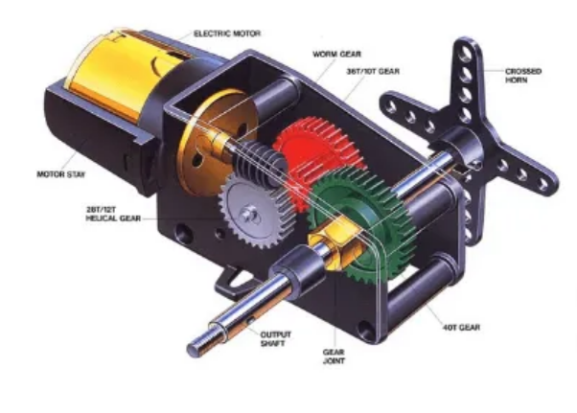 ELECTRIC MOTOR
WORM GEAR
36T/10T GEAR
CROSSED
HORN
MOTOR STAY
28T/12T
HELICAL GEAR
OUTPUT
SHAFT
GEAR
JOINT
40T GEAR